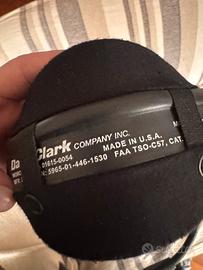 Clark COMPANY INC.
01615-0054 MADE IN U.S.A.
5965-01-446-1530 FAA TSO-C57, CAT.